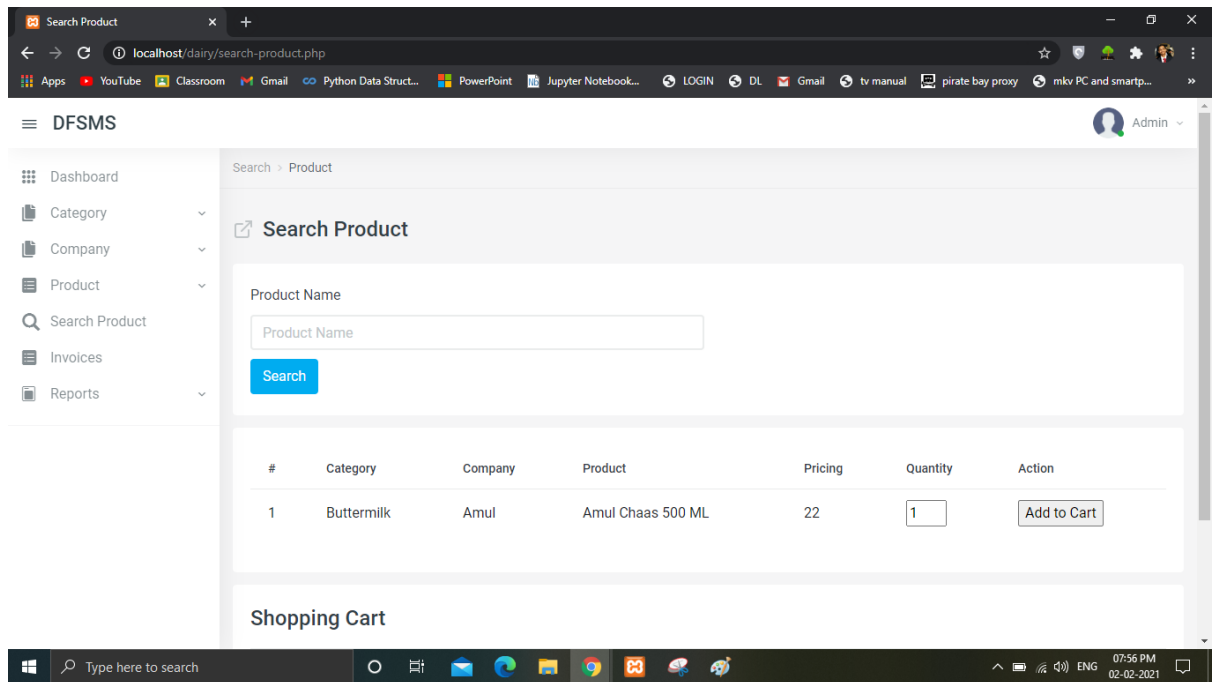 Search Product
localhost/dairy/search-product.php
Apps YouTube Classroom Gmail Python Data Struct... PowerPoint Jupyter Notebook... LOGIN DL Gmail tv manual pirate bay proxy mkv PC and smartp... »
DFSMS Admin
Dashboard
Category
Company
Product
Search Product
Invoices
Reports
Search > Product
Search Product
Product Name
Product Name
Search
# Category Company Product Pricing Quantity Action
1 Buttermilk Amul Amul Chaas 500 ML 22 1 Add to Cart
Shopping Cart
Type here to search ENG 07:56 PM
02-02-2021